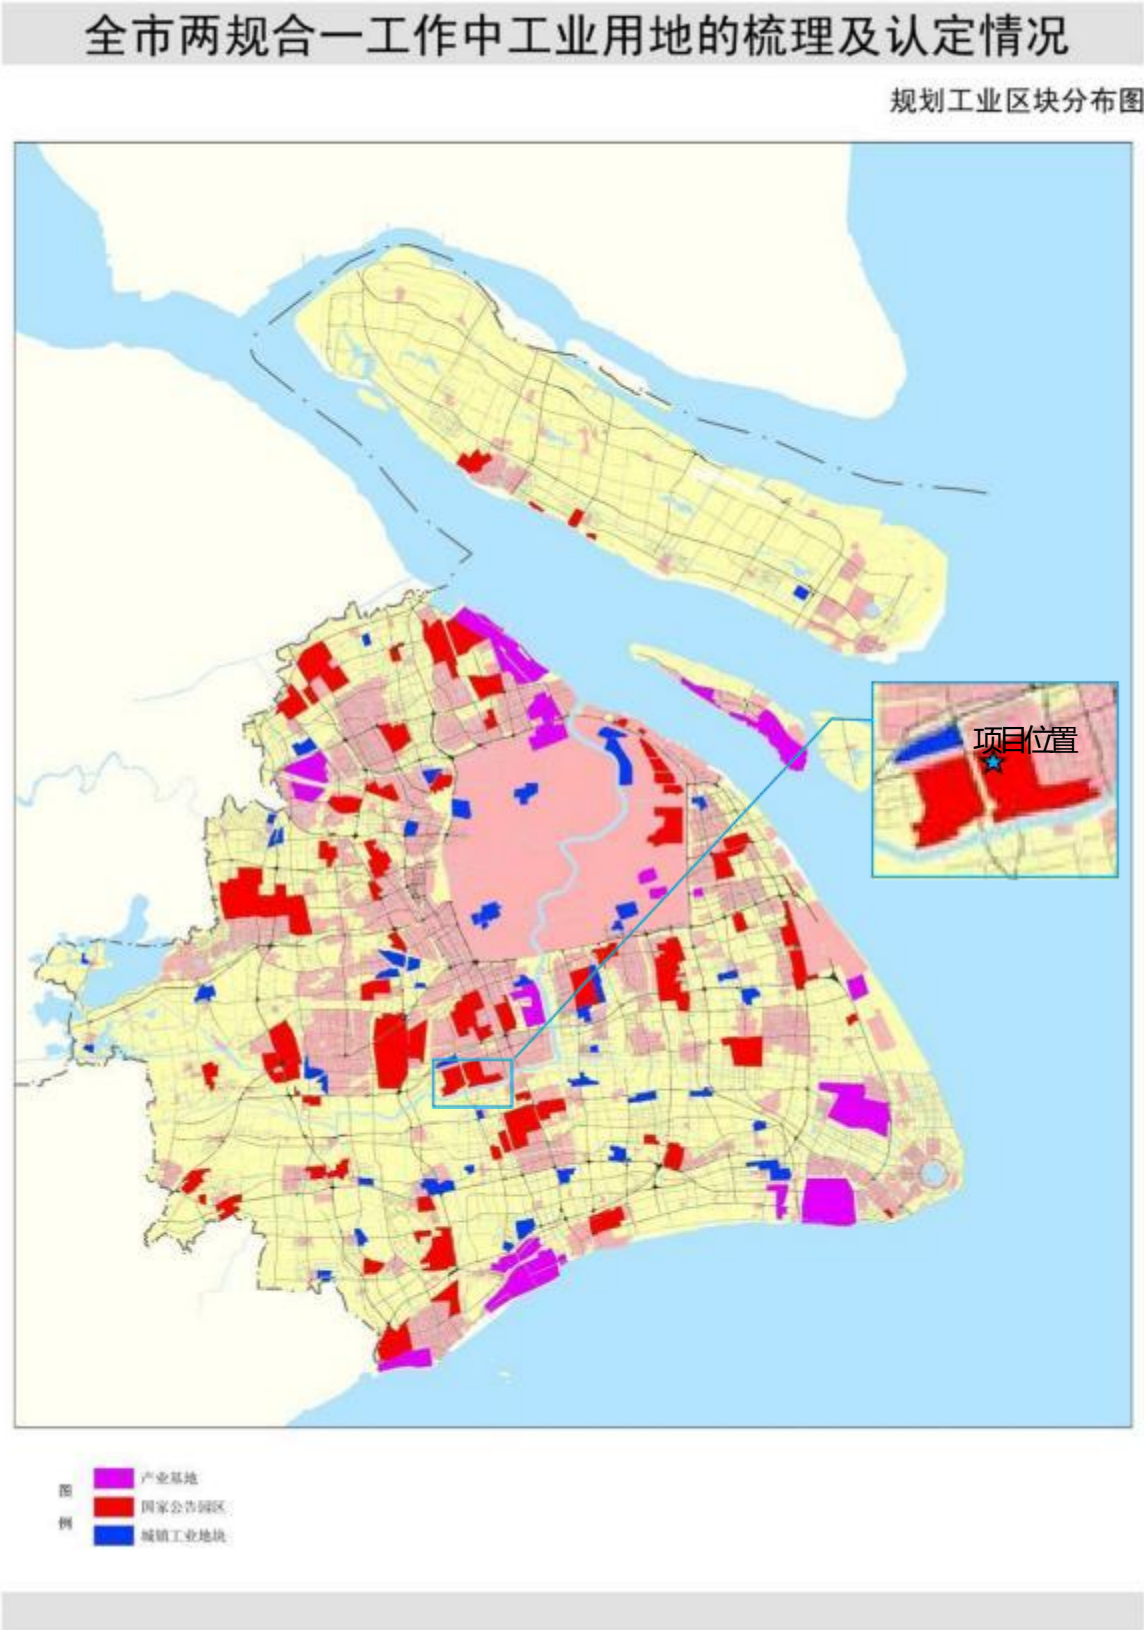 全市两规合一工作中工业用地的梳理及认定情况
规划工业区块分布图
项目位置
图例
产业基地
国家公告园区
城镇工业地块